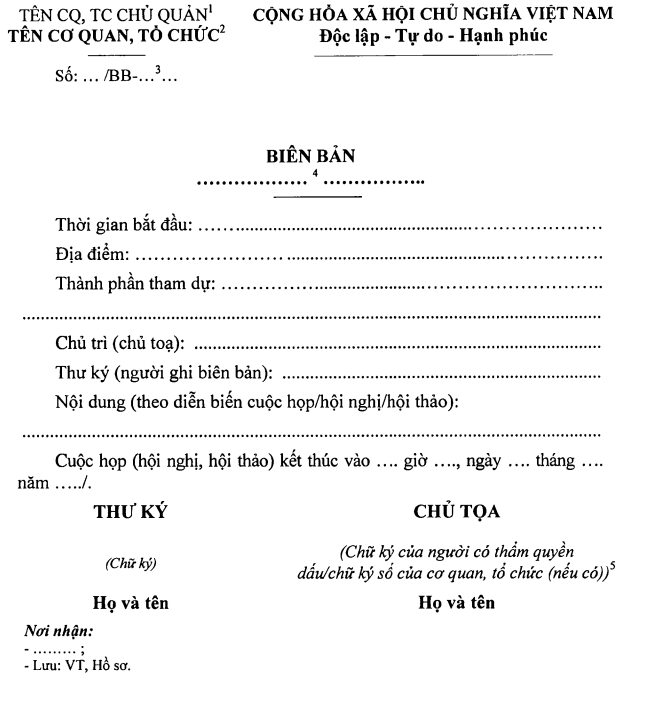 TÊN CQ, TC CHỦ QUẢN1
TÊN CƠ QUAN, TỔ CHỨC2
CỘNG HÒA XÃ HỘI CHỦ NGHĨA VIỆT NAM
Độc lập - Tự do - Hạnh phúc
Số: … /BB-…3…
BIÊN BẢN
……………… 4 ……………..
Thời gian bắt đầu: ……………………………………………………
Địa điểm: ……………………………………………………………
Thành phần tham dự: …………………………………………………..
……………………………………………………………………………………
Chủ trì (chủ toạ): ……………………………………………………
Thư ký (người ghi biên bản): ………………………………………
Nội dung (theo diễn biến cuộc họp/hội nghị/hội thảo):
……………………………………………………………………………………
Cuộc họp (hội nghị, hội thảo) kết thúc vào …. giờ …., ngày …. tháng ….
năm …../.
THƯ KÝ
CHỦ TỌA
(Chữ ký)
(Chữ ký của người có thẩm quyền
dấu/chữ ký số của cơ quan, tổ chức (nếu có))5
Họ và tên
Họ và tên
Nơi nhận:
- ……… ;
- Lưu: VT, Hồ sơ.